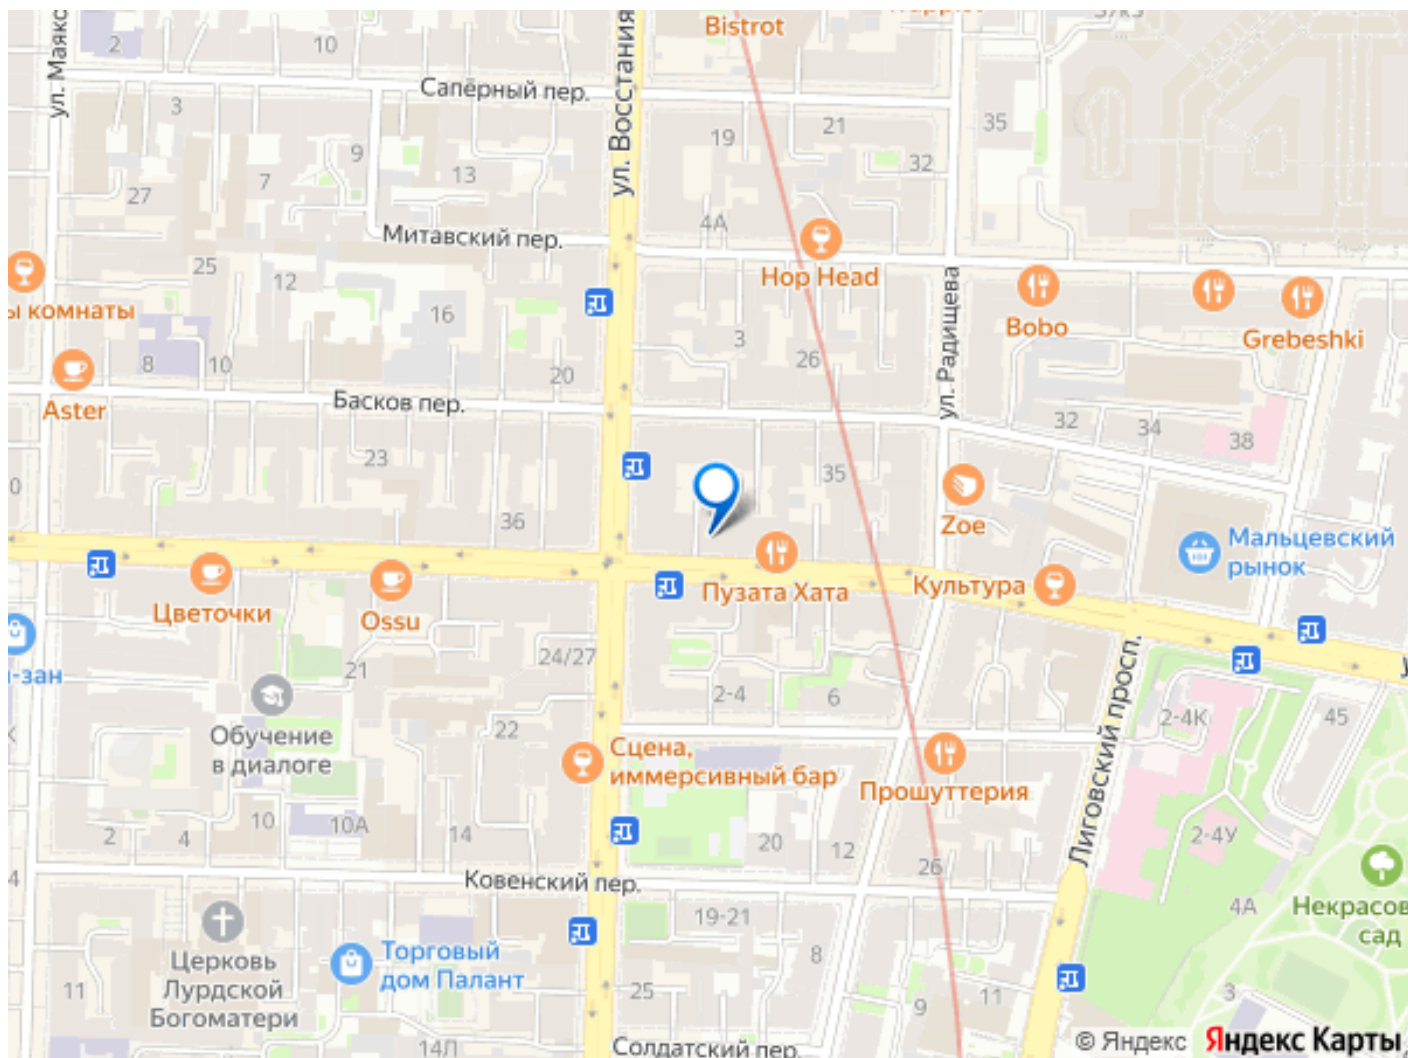 Bistrot
2
10
ул. Восстания
35
Сапёрный пер.
3
19
21
9
32
7
13
27
4А
Митавский пер.
25
12
Hop Head
ул. Радищева
16
Bobo
Grebeshki
ы комнаты
3
26
8
10
20
Aster
Басков пер.
32
34
38
23
35
36
Zoe
Мальцевский
рынок
Пузата Хата
Культура
Цветочки
Ossu
24/27
21
-зан
2-4
6
Лиговский просп.
2-4К
45
22
Обучение
в диалоге
Сцена,
иммерсивный бар
Прошуттерия
2
4
10
10А
14
20
12
2-4У
26
4
Ковенский пер.
4А
Некрасов
сад
19-21
8
Церковь
Лурдской
Богоматери
Торговый
дом Палант
11
25
9
11
3
14Л
Солдатский пер.
© Яндекс
Яндекс Карты